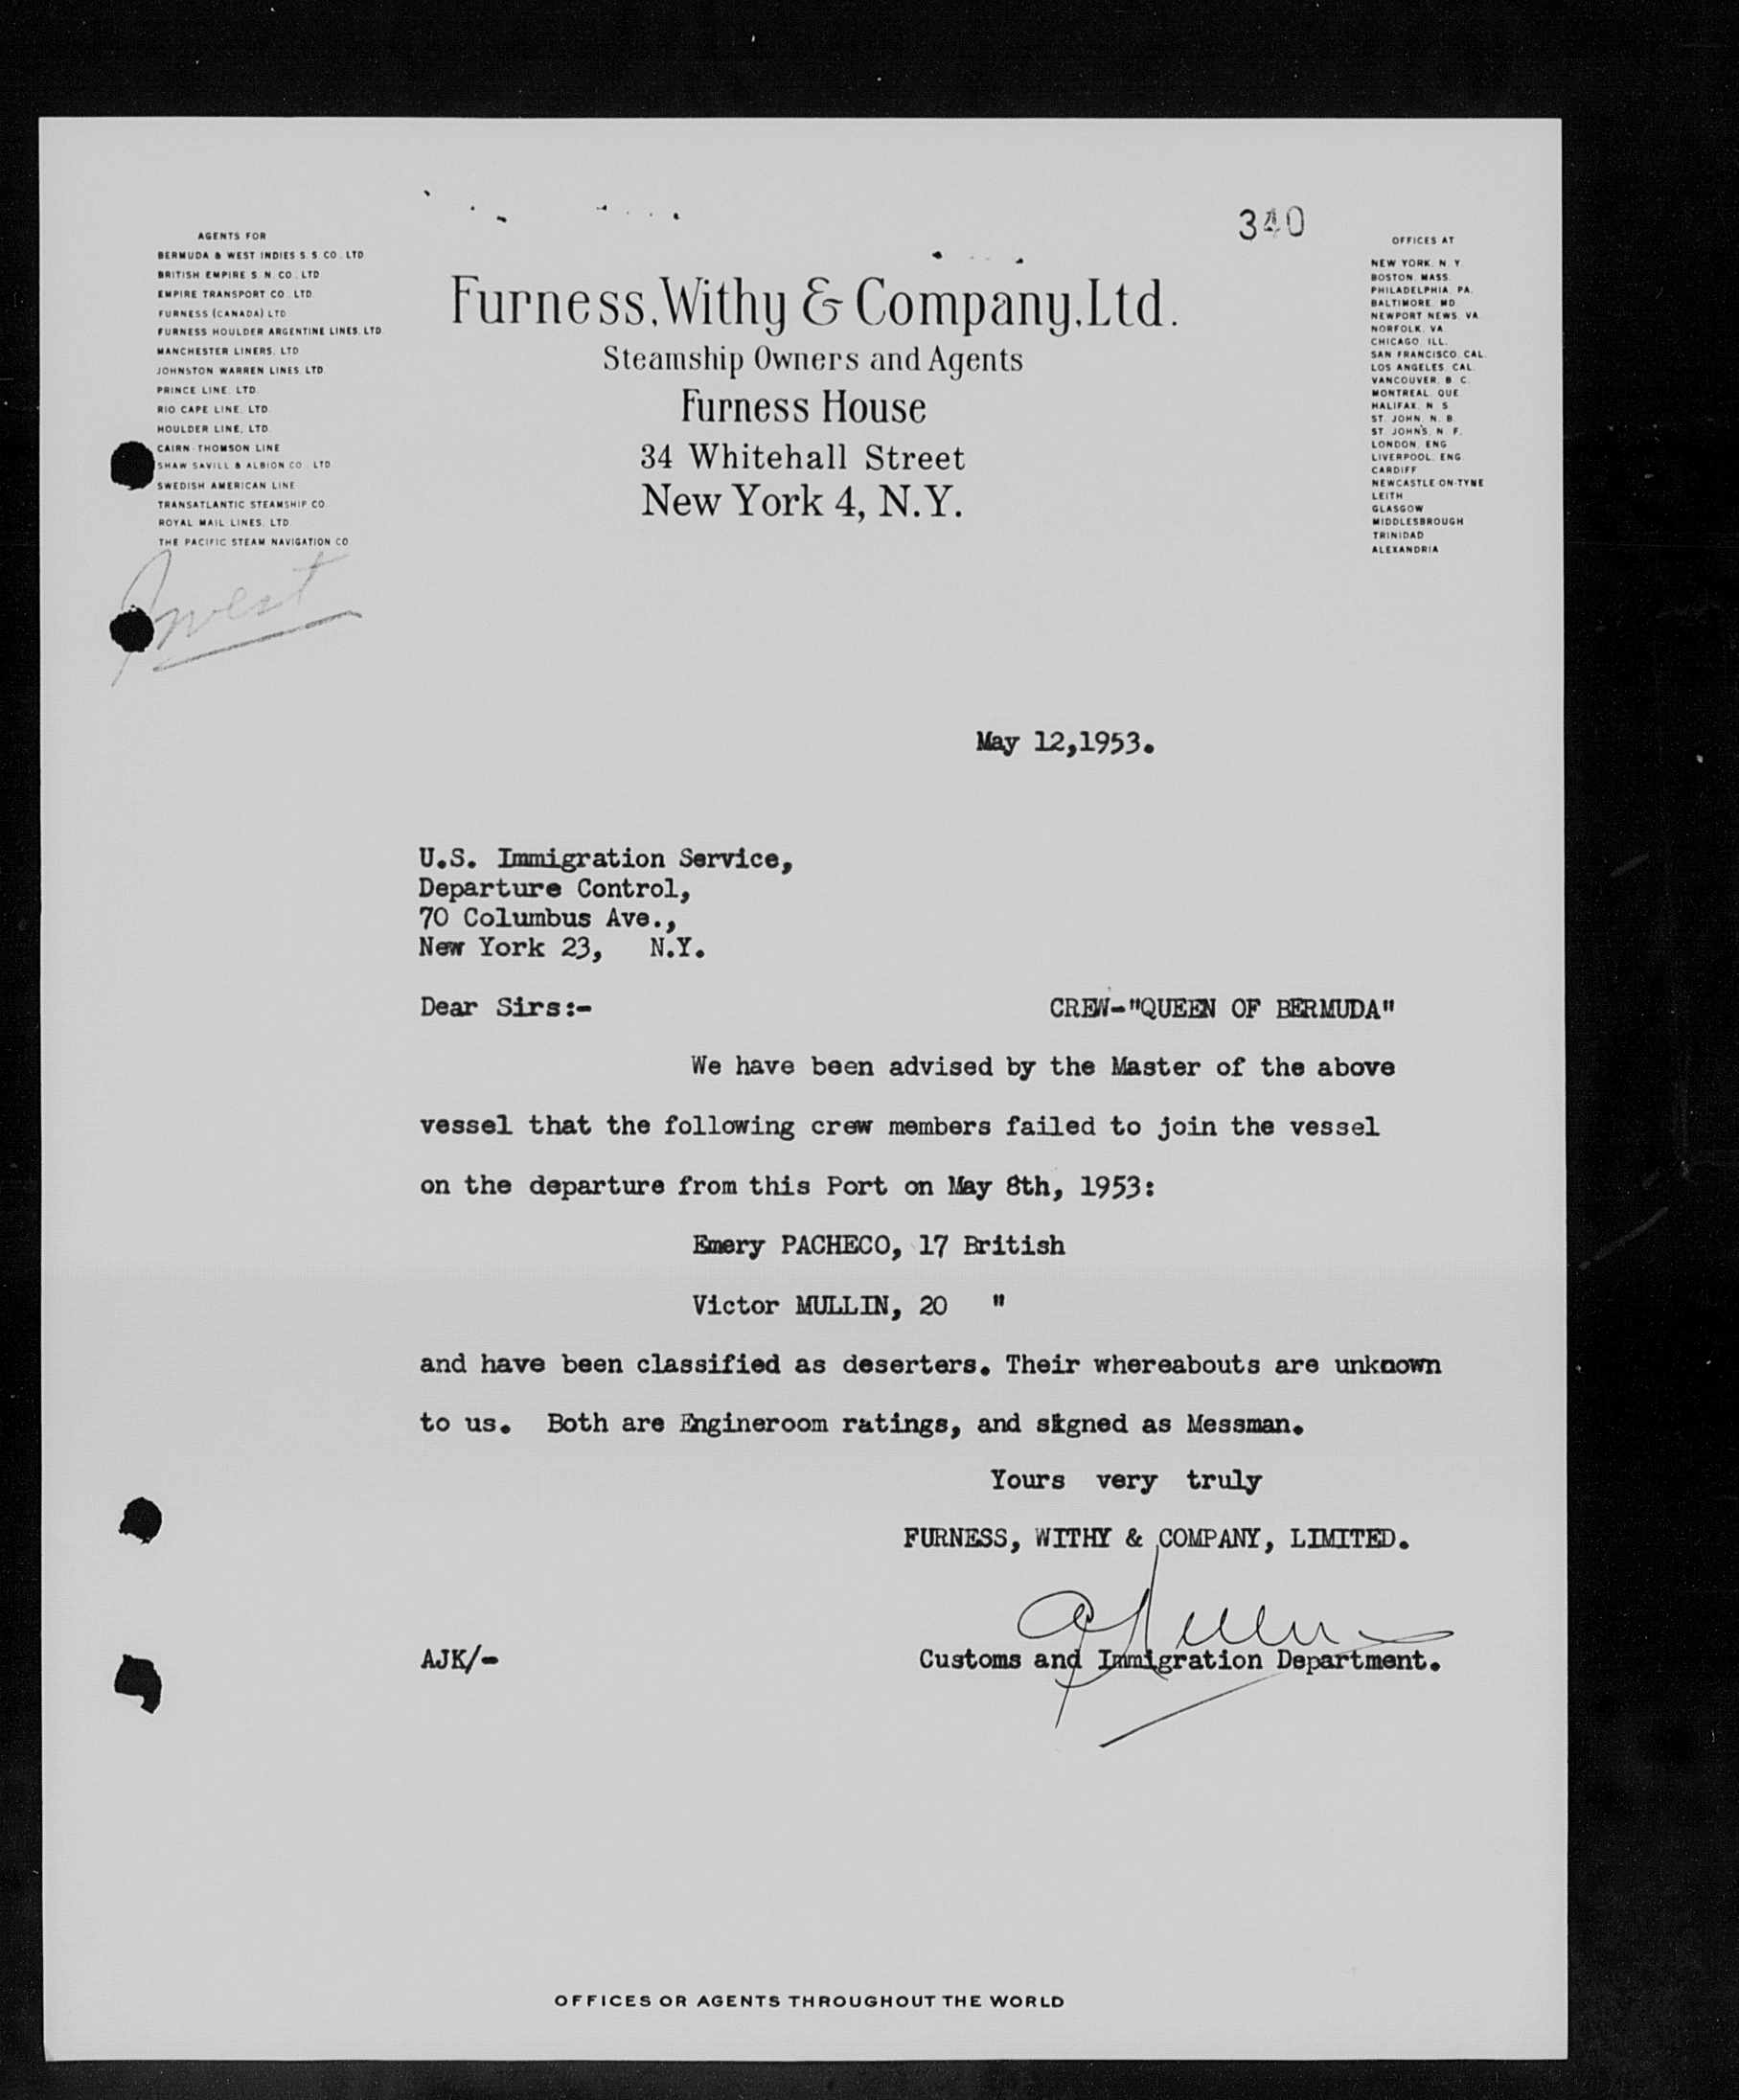 340
AGENTS FOR
BERMUDA & WEST INDIES S. S. CO. LTD
BRITISH EMPIRE S. N. CO. LTD
EMPIRE TRANSPORT CO. LTD.
FURNESS (CANADA) LTD
FURNESS HOULDER ARGENTINE LINES, LTD
MANCHESTER LINERS, LTD
JOHNSTON WARREN LINES, LTD.
PRINCE LINE, LTD.
RIO CAPE LINE, LTD
HOULDER LINE, LTD.
CAIRN-THOMSON LINE
SHAW SAVILL & ALBION CO., LTD
SWEDISH AMERICAN LINE
TRANSATLANTIC STEAMSHIP CO
ROYAL MAIL LINES, LTD.
THE PACIFIC STEAM NAVIGATION CO
Furness, Withy & Company, Ltd.
Steamship Owners and Agents
Furness House
34 Whitehall Street
New York 4, N.Y.
OFFICES AT
NEW YORK, N. Y.
BOSTON, MASS.
PHILADELPHIA, PA.
BALTIMORE, MD
NEWPORT NEWS, VA
NORFOLK, VA
CHICAGO, ILL.
SAN FRANCISCO, CAL.
LOS ANGELES, CAL.
VANCOUVER, B. C.
MONTREAL, QUE
HALIFAX, N. S.
ST. JOHN, N. B.
ST. JOHN'S, N. F.
LONDON, ENG
LIVERPOOL, ENG.
CARDIFF
NEWCASTLE-ON-TYNE
LEITH
GLASGOW
MIDDLESBROUGH
TRINIDAD
ALEXANDRIA
Invest
May 12,1953.
U.S. Immigration Service,
Departure Control,
70 Columbus Ave.,
New York 23, N.Y.
Dear Sirs:- CREW-"QUEEN OF BERMUDA"
We have been advised by the Master of the above
vessel that the following crew members failed to join the vessel
on the departure from this Port on May 8th, 1953:
Emery PACHECO, 17 British
Victor MULLIN, 20 "
and have been classified as deserters. Their whereabouts are unknown
to us. Both are Engineroom ratings, and signed as Messman.
Yours very truly
FURNESS, WITHY & COMPANY, LIMITED.
AJK/- Customs and Immigration Department.
OFFICES OR AGENTS THROUGHOUT THE WORLD